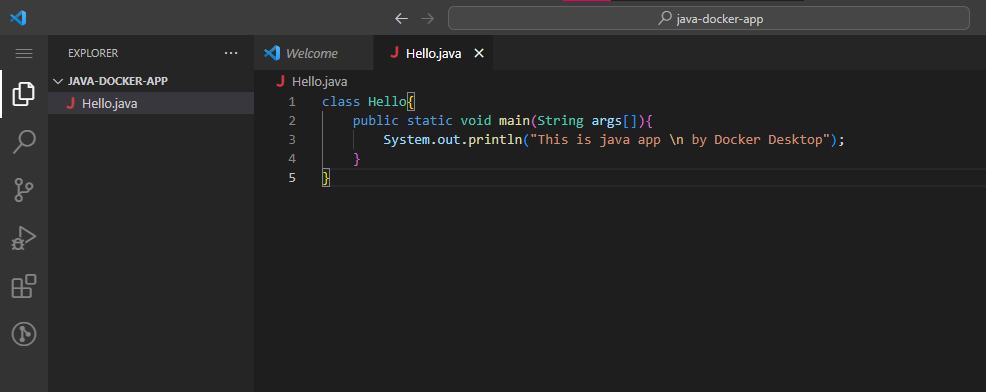 java-docker-app
EXPLORER ···
Welcome
Hello.java
JAVA-DOCKER-APP
Hello.java
Hello.java
1 class Hello{
2     public static void main(String args[]){
3         System.out.println("This is java app \n by Docker Desktop");
4     }
5 }